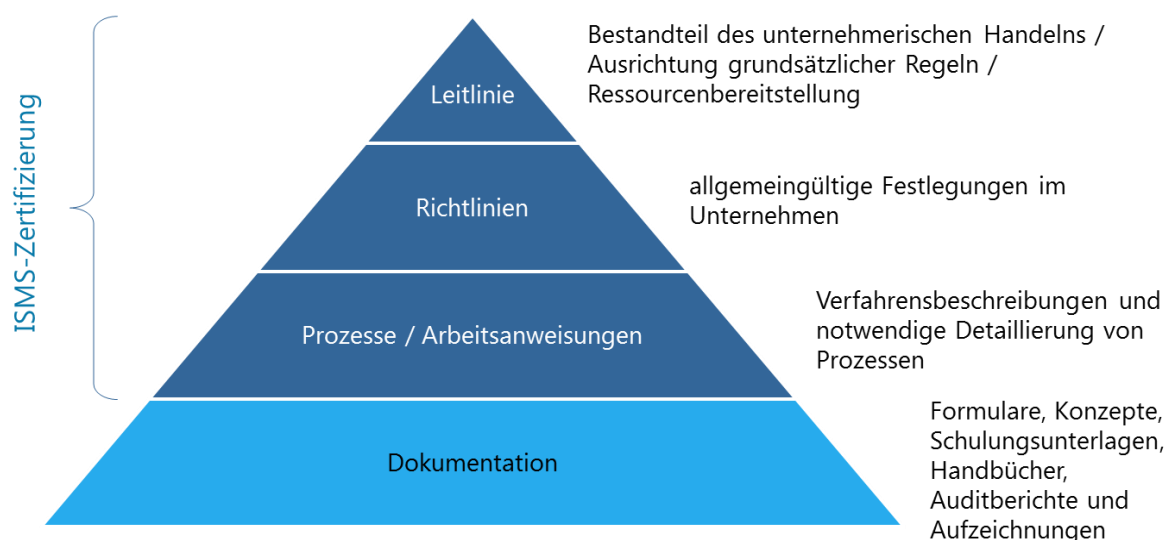 ISMS-Zertifizierung
Leitlinie
Bestandteil des unternehmerischen Handelns /
Ausrichtung grundsätzlicher Regeln /
Ressourcenbereitstellung
Richtlinien
allgemeingültige Festlegungen im
Unternehmen
Prozesse / Arbeitsanweisungen
Verfahrensbeschreibungen und
notwendige Detaillierung von
Prozessen
Dokumentation
Formulare, Konzepte,
Schulungsunterlagen,
Handbücher,
Auditberichte und
Aufzeichnungen